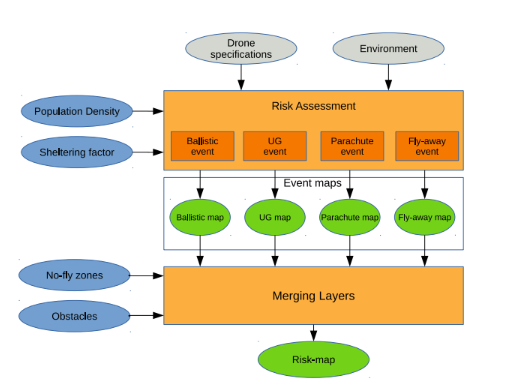 Drone
specifications
Environment
Population Density
Risk Assessment
Sheltering factor
Ballistic
event
UG
event
Parachute
event
Fly-away
event
Event maps
Ballistic map
UG map
Parachute map
Fly-away map
No-fly zones
Merging Layers
Obstacles
Risk-map